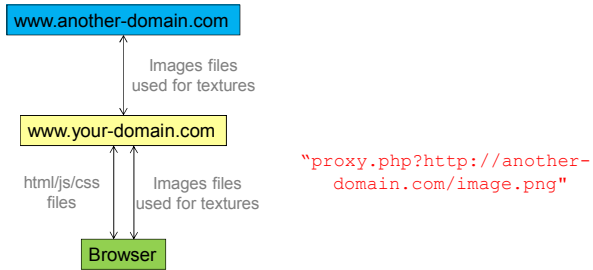 www.another-domain.com
Images files
used for textures
www.your-domain.com
"proxy.php?http://another-
domain.com/image.png"
html/js/css
files
Images files
used for textures
Browser